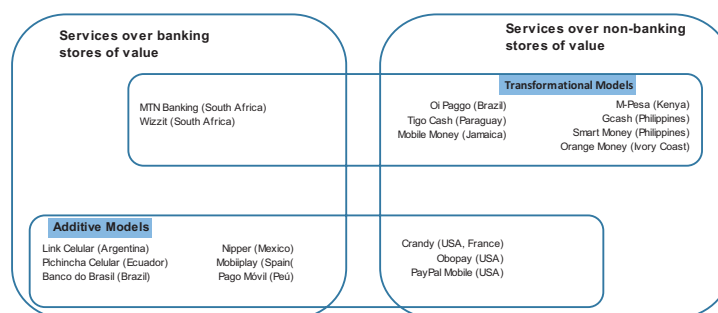 Services over banking
stores of value
Services over non-banking
stores of value
Transformational Models
MTN Banking (South Africa)
Wizzit (South Africa)
Oi Paggo (Brazil)
Tigo Cash (Paraguay)
Mobile Money (Jamaica)
M-Pesa (Kenya)
Gcash (Philippines)
Smart Money (Philippines)
Orange Money (Ivory Coast)
Additive Models
Link Celular (Argentina)
Pichincha Celular (Ecuador)
Banco do Brasil (Brazil)
Nipper (Mexico)
Mobiiplay (Spain(
Pago Móvil (Peú)
Crandy (USA, France)
Obopay (USA)
PayPal Mobile (USA)